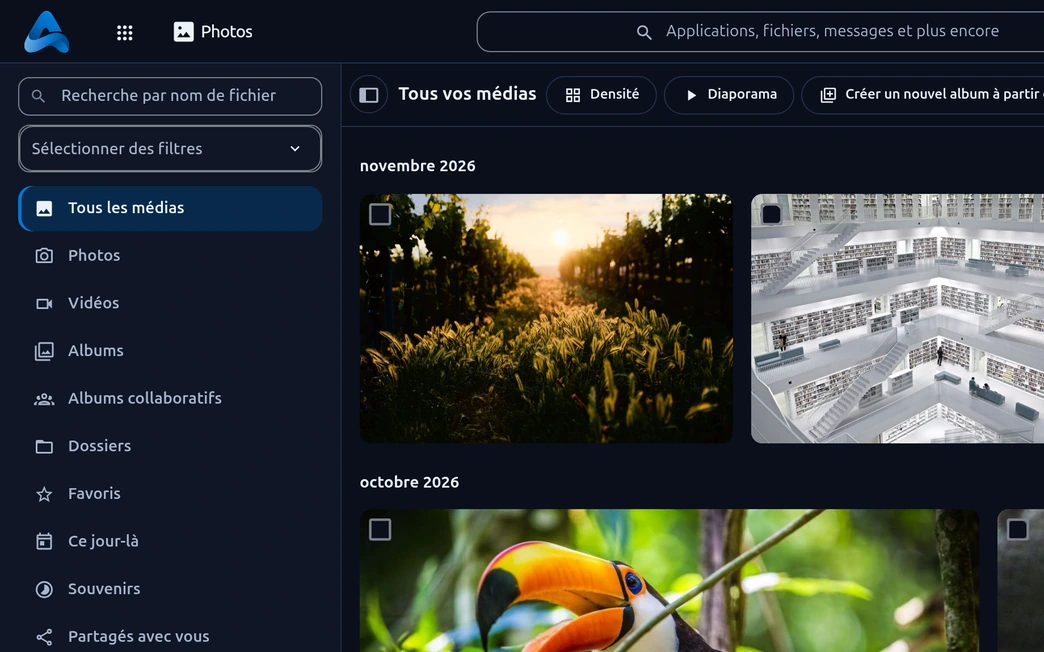 Photos
Applications, fichiers, messages et plus encore
Recherche par nom de fichier
Sélectionner des filtres
Tous les médias
Photos
Vidéos
Albums
Albums collaboratifs
Dossiers
Favoris
Ce jour-là
Souvenirs
Partagés avec vous
Tous vos médias
Densité
Diaporama
Créer un nouvel album à partir
novembre 2026
octobre 2026